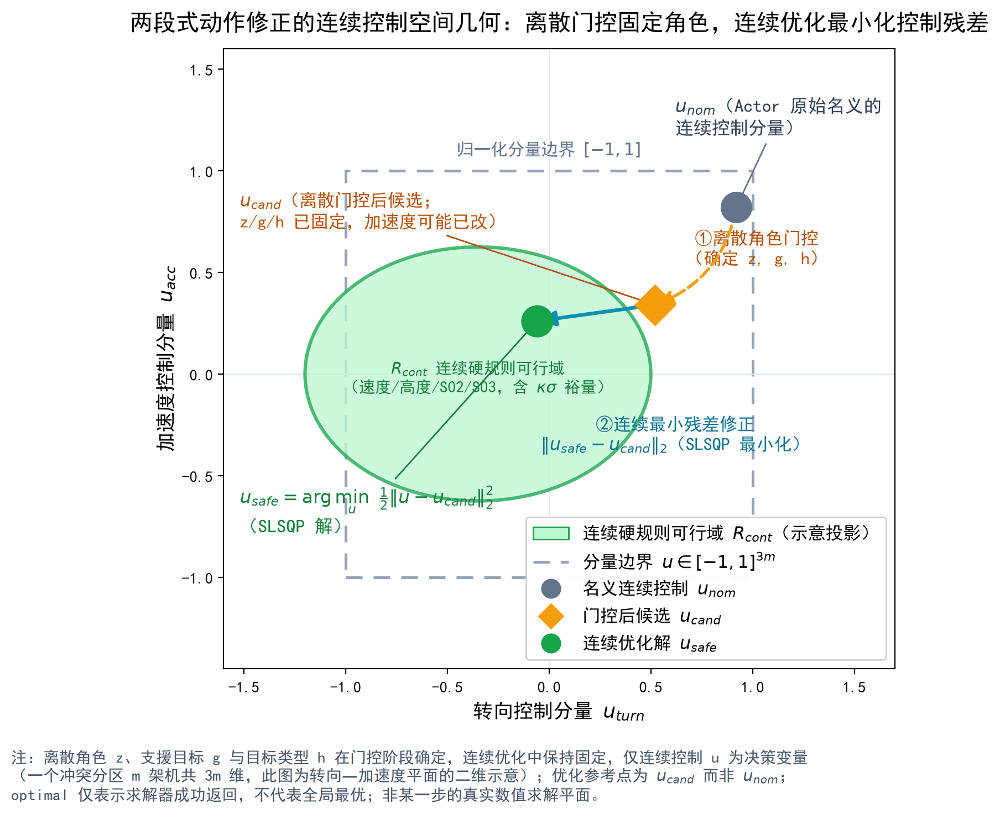 两段式动作修正的连续控制空间几何：离散门控固定角色，连续优化最小化控制残差
1.5
1.0
0.5
0.0
−0.5
−1.0
加速度控制分量 u_acc
u_nom（Actor 原始名义的
连续控制分量）
归一化分量边界 [−1, 1]
u_cand（离散门控后候选；
z/g/h 已固定，加速度可能已改）
①离散角色门控
（确定 z, g, h）
R_cont 连续硬规则可行域
（速度/高度/S02/S03，含 κσ 裕量）
②连续最小残差修正
‖u_safe − u_cand‖₂（SLSQP 最小化）
u_safe = arg min_u ½‖u − u_cand‖₂²
（SLSQP 解）
连续硬规则可行域 R_cont（示意投影）
分量边界 u ∈ [−1, 1]^{3m}
名义连续控制 u_nom
门控后候选 u_cand
连续优化解 u_safe
−1.5 −1.0 −0.5 0.0 0.5 1.0 1.5
转向控制分量 u_turn
注：离散角色 z、支援目标 g 与目标类型 h 在门控阶段确定，连续优化中保持固定，仅连续控制 u 为决策变量
（一个冲突分区 m 架机共 3m 维，此图为转向—加速度平面的二维示意）；优化参考点为 u_cand 而非 u_nom；
optimal 仅表示求解器成功返回，不代表全局最优；非某一步的真实数值求解平面。